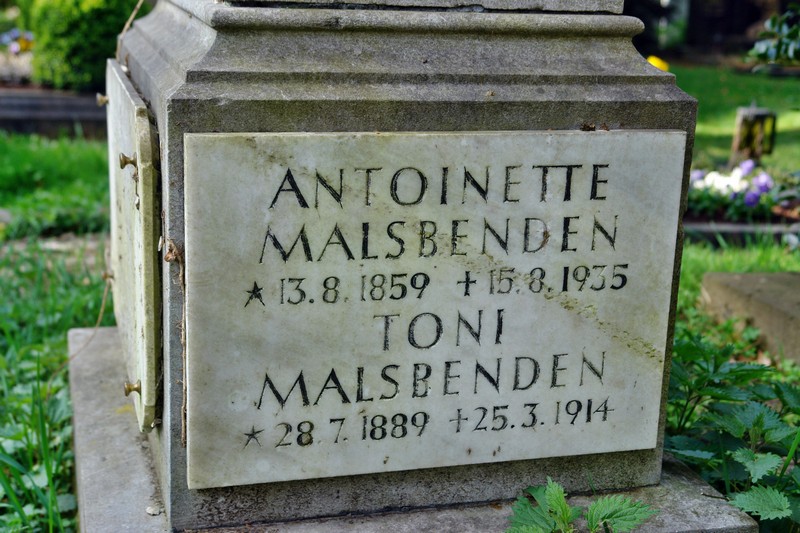 ANTOINETTE
MALSBENDEN
★ 13.8.1859 ✝ 15.8.1935
TONI
MALSBENDEN
★ 28.7.1889 ✝ 25.3.1914